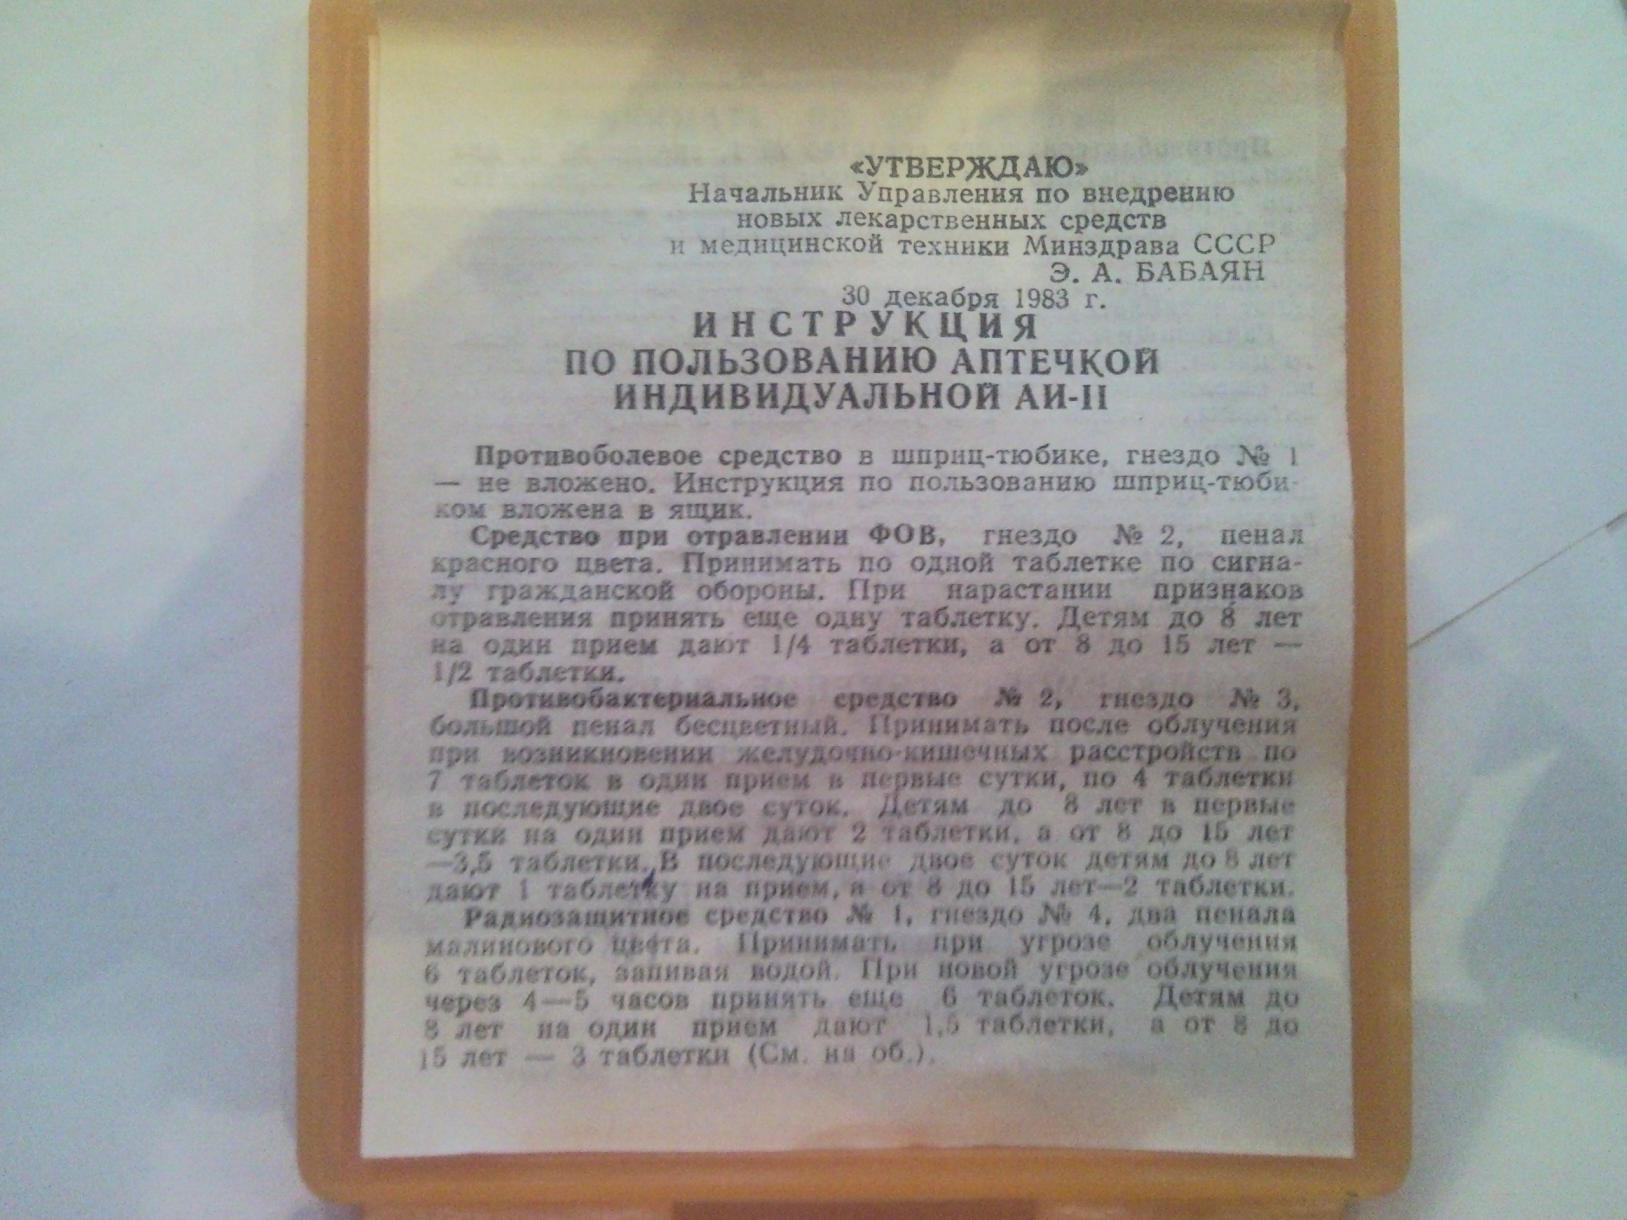 «УТВЕРЖДАЮ»
Начальник Управления по внедрению
новых лекарственных средств
и медицинской техники Минздрава СССР
Э. А. БАБАЯН
30 декабря 1983 г.
ИНСТРУКЦИЯ
ПО ПОЛЬЗОВАНИЮ АПТЕЧКОЙ
ИНДИВИДУАЛЬНОЙ АИ-II
Противоболевое средство в шприц-тюбике, гнездо № 1
— не вложено. Инструкция по пользованию шприц-тюби-
ком вложена в ящик.
Средство при отравлении ФОВ, гнездо № 2, пенал
красного цвета. Принимать по одной таблетке по сигна-
лу гражданской обороны. При нарастании признаков
отравления принять еще одну таблетку. Детям до 8 лет
на один прием дают 1/4 таблетки, а от 8 до 15 лет —
1/2 таблетки.
Противобактериальное средство № 2, гнездо № 3,
большой пенал бесцветный. Принимать после облучения
при возникновении желудочно-кишечных расстройств по
7 таблеток в один прием в первые сутки, по 4 таблетки
в последующие двое суток. Детям до 8 лет в первые
сутки на один прием дают 2 таблетки, а от 8 до 15 лет
—3,5 таблетки. В последующие двое суток детям до 8 лет
дают 1 таблетку на прием, а от 8 до 15 лет—2 таблетки.
Радиозащитное средство № 1, гнездо № 4, два пенала
малинового цвета. Принимать при угрозе облучения
6 таблеток, запивая водой. При новой угрозе облучения
через 4—5 часов принять еще 6 таблеток. Детям до
8 лет на один прием дают 1,5 таблетки, а от 8 до
15 лет — 3 таблетки (См. на об.).